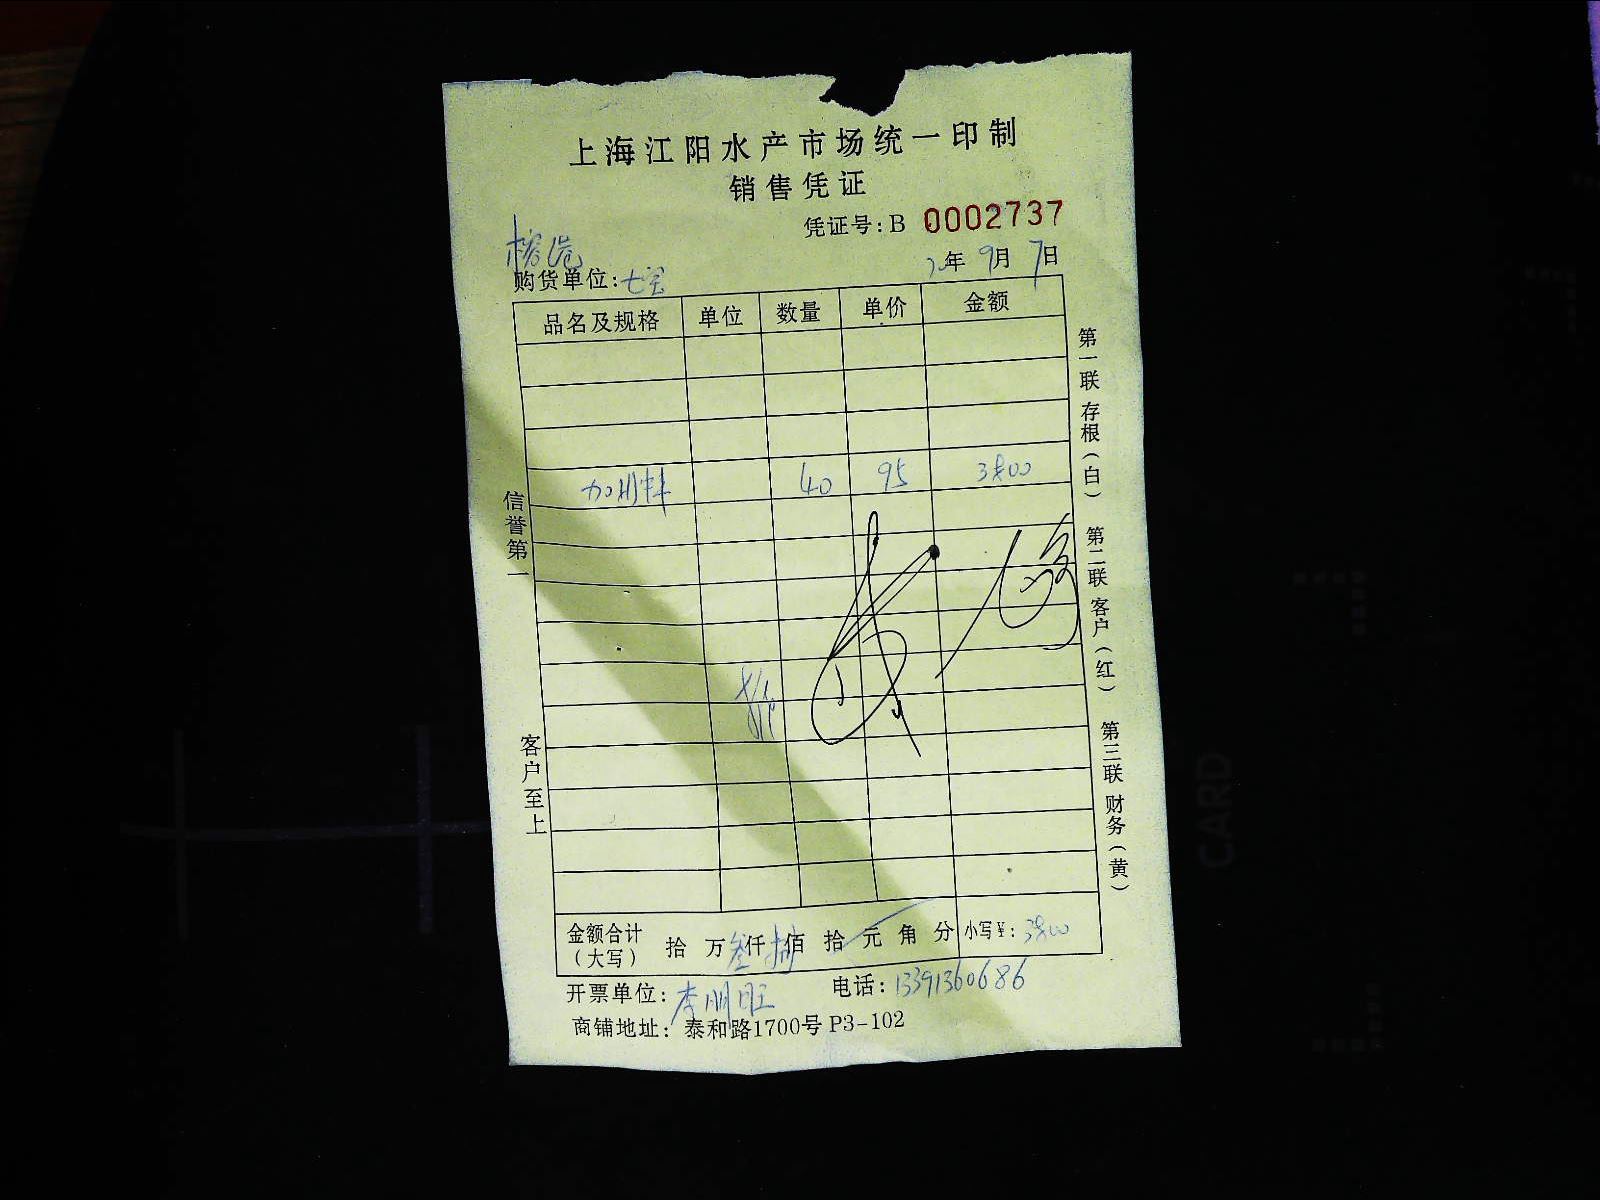 上海江阳水产市场统一印制
销售凭证
凭证号:B 0002737
年 9月 7日
购货单位:七宝
品名及规格 单位 数量 单价 金额
40 95 3800
信誉第一 客户至上
第一联 存根(白) 第二联 客户(红) 第三联 财务(黄)
金额合计(大写) 拾 万 叁仟 捌佰 拾 元 角 分 小写¥: 3800
开票单位:李明旺 电话:13391360686
商铺地址:泰和路1700号 P3-102